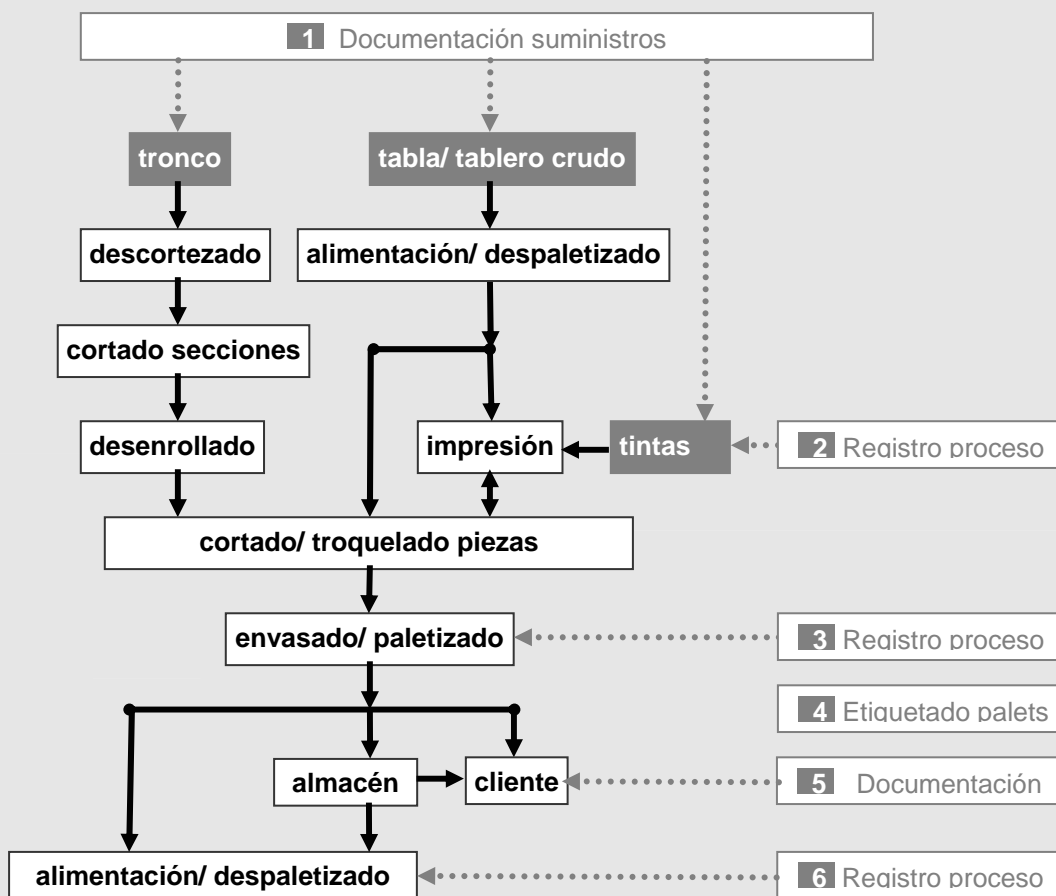 1 Documentación suministros
tronco
tabla/ tablero crudo
descortezado
alimentación/ despaletizado
cortado secciones
desenrollado
impresión
tintas
2 Registro proceso
cortado/ troquelado piezas
envasado/ paletizado
3 Registro proceso
4 Etiquetado palets
almacén
cliente
5 Documentación
alimentación/ despaletizado
6 Registro proceso